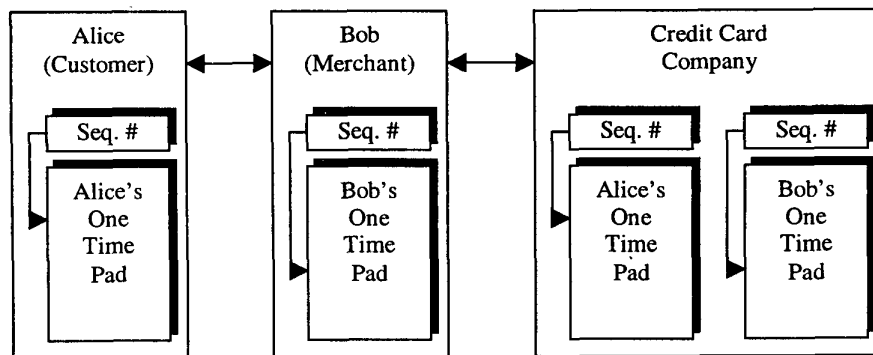 Alice
(Customer)
Bob
(Merchant)
Credit Card
Company
Seq. #
Seq. #
Seq. #
Seq. #
Alice's
One
Time
Pad
Bob's
One
Time
Pad
Alice's
One
Time
Pad
Bob's
One
Time
Pad